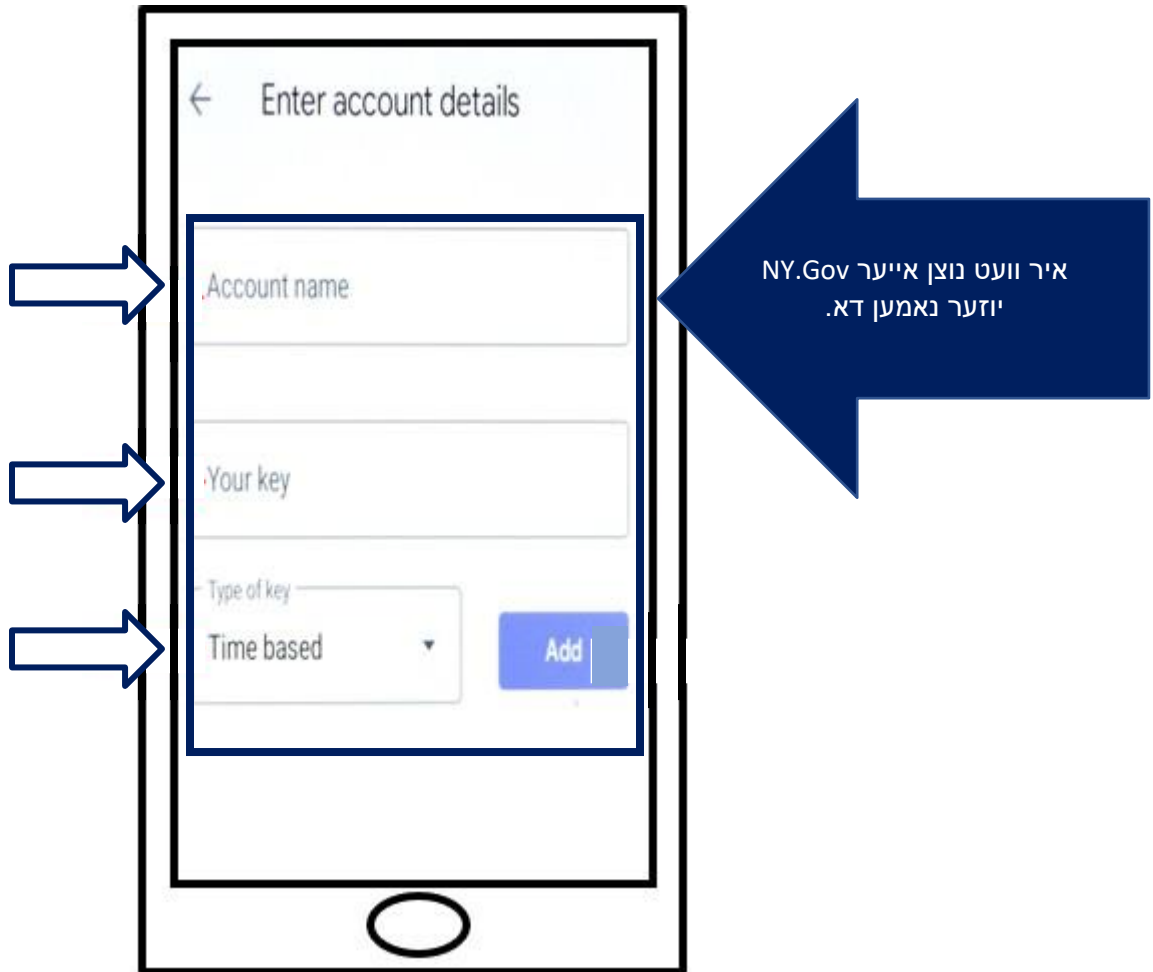 Enter account details
Account name
איר וועט נוצן אייער NY.Gov
יוזער נאמען דא.
Your key
Type of key
Time based
Add